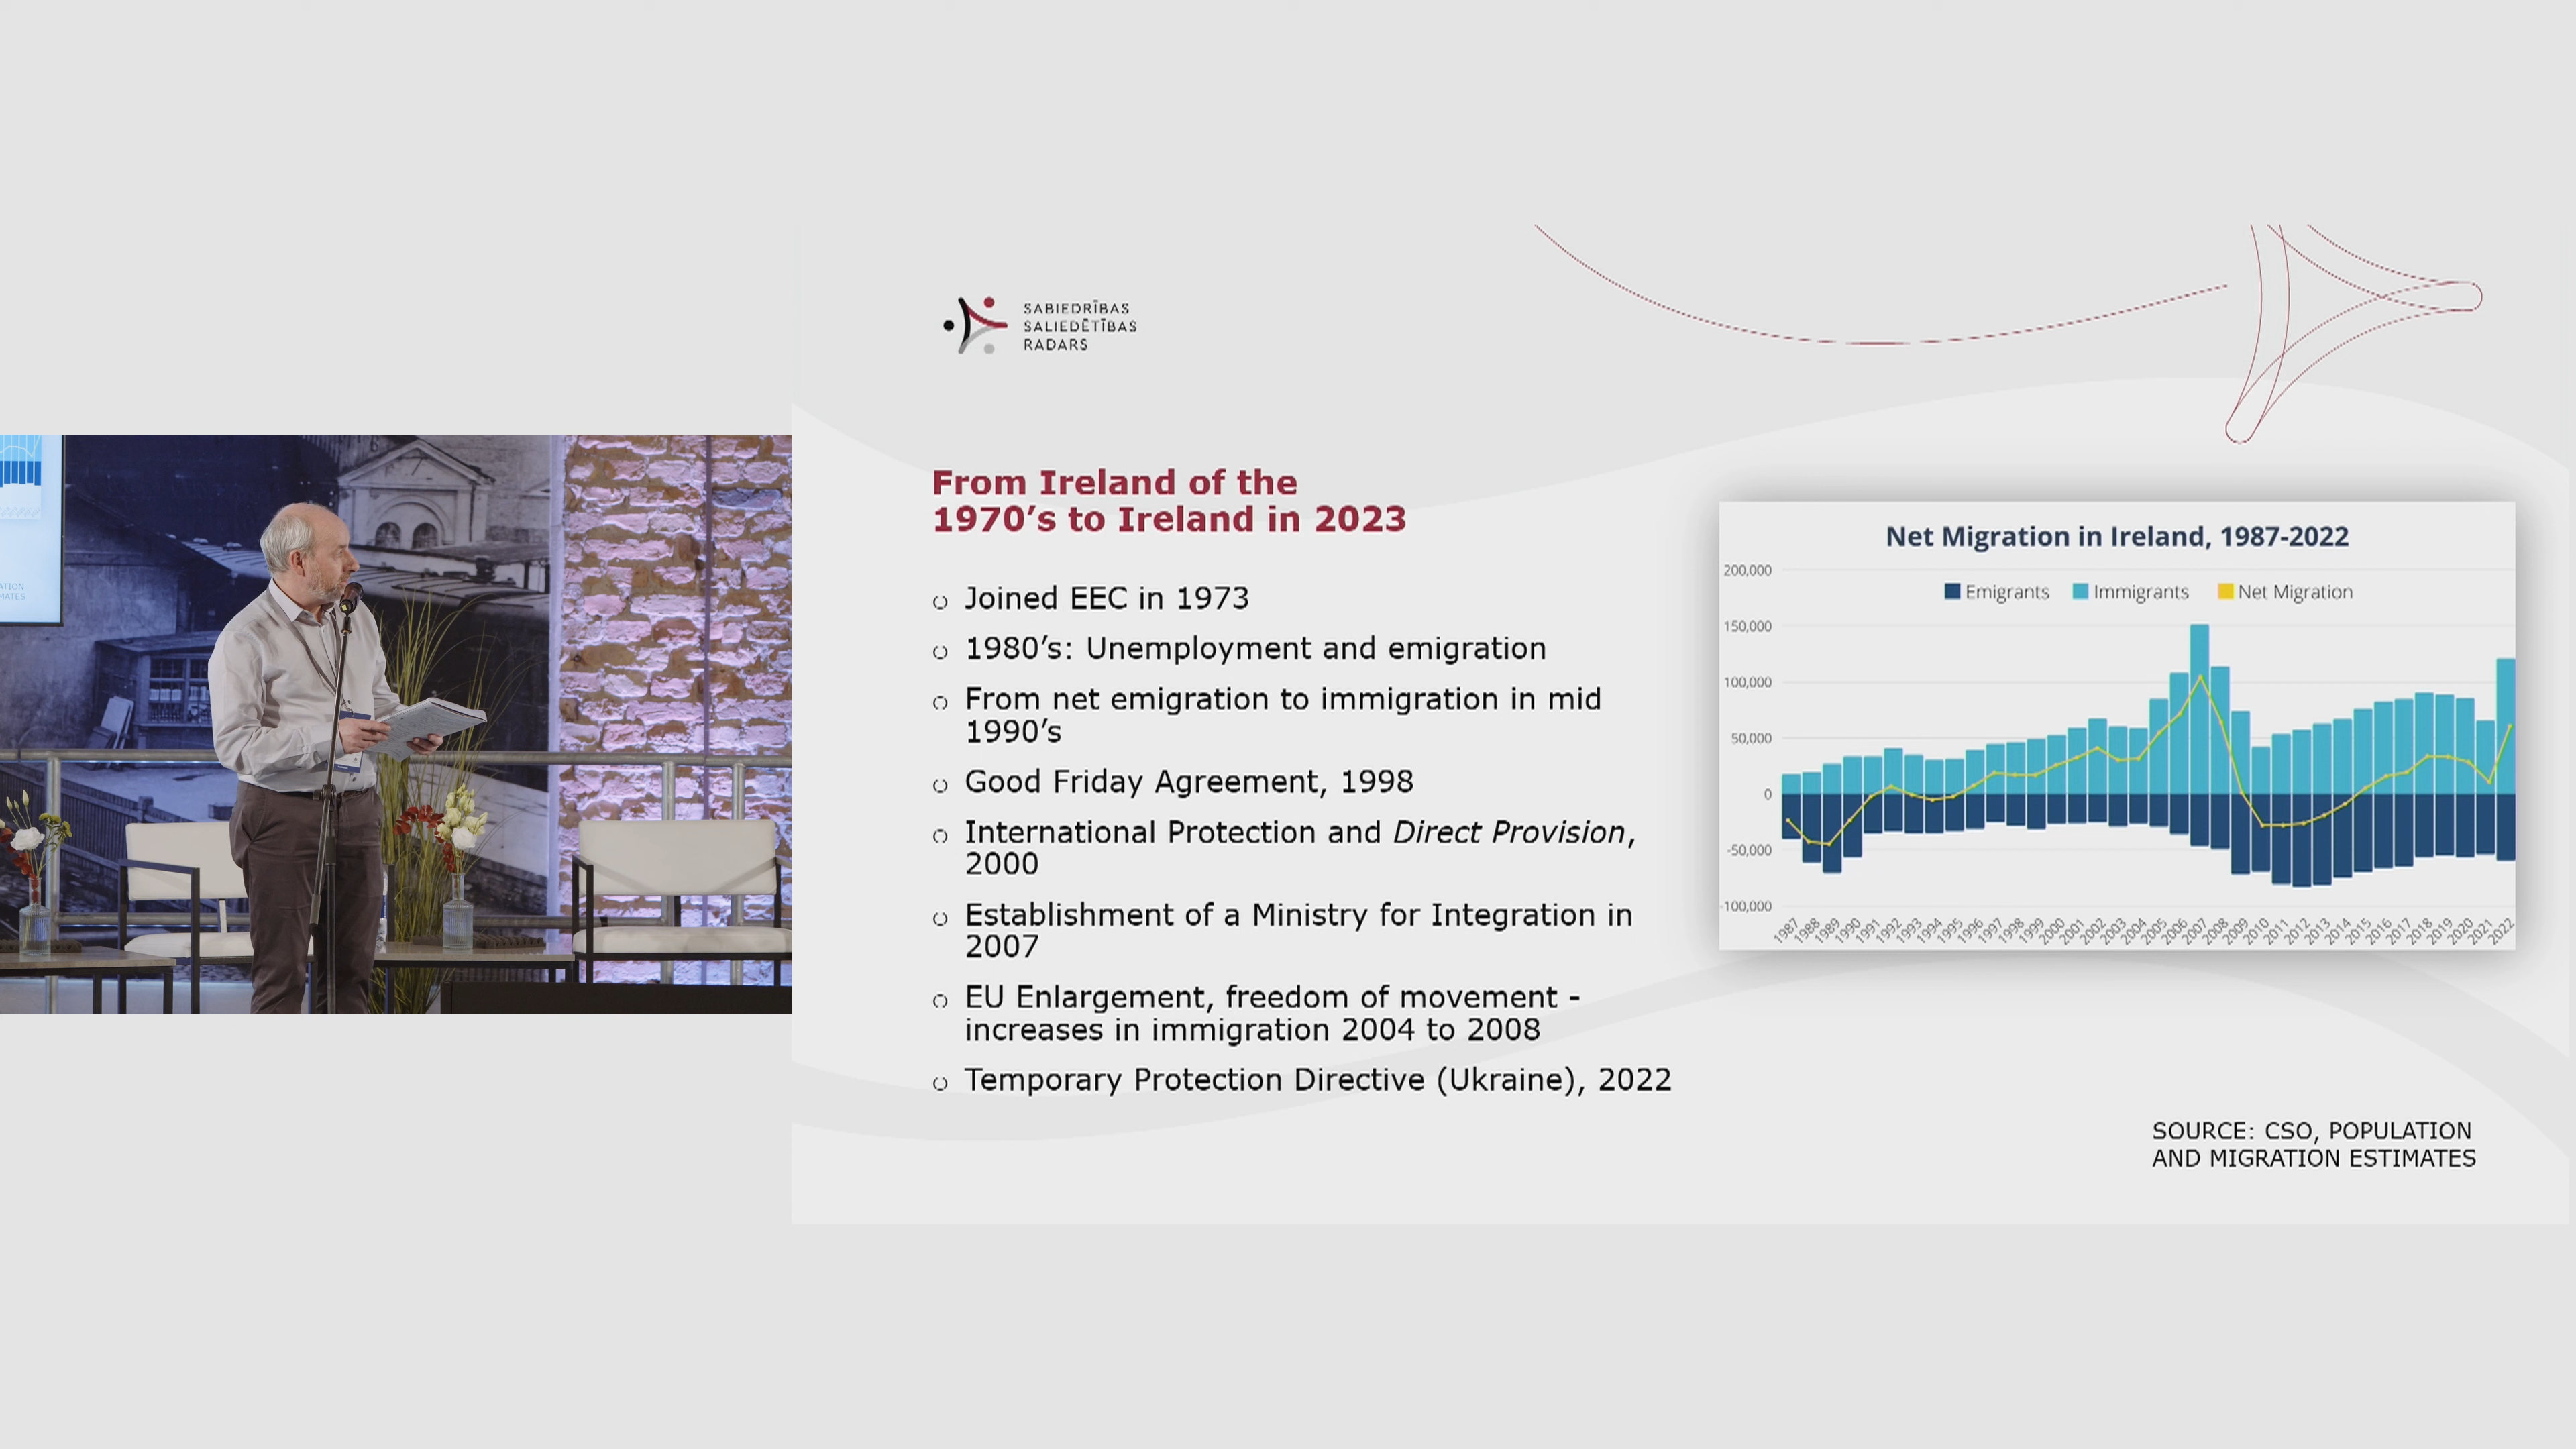 SABIEDRĪBAS
SALIEDĒTĪBAS
RADARS
From Ireland of the
1970’s to Ireland in 2023
Joined EEC in 1973
1980’s: Unemployment and emigration
From net emigration to immigration in mid
1990’s
Good Friday Agreement, 1998
International Protection and Direct Provision,
2000
Establishment of a Ministry for Integration in
2007
EU Enlargement, freedom of movement -
increases in immigration 2004 to 2008
Temporary Protection Directive (Ukraine), 2022
Net Migration in Ireland, 1987-2022
Emigrants Immigrants Net Migration
200,000
150,000
100,000
50,000
0
-50,000
-100,000
1987 1988 1989 1990 1991 1992 1993 1994 1995 1996 1997 1998 1999 2000 2001 2002 2003 2004 2005 2006 2007 2008 2009 2010 2011 2012 2013 2014 2015 2016 2017 2018 2019 2020 2021 2022
SOURCE: CSO, POPULATION
AND MIGRATION ESTIMATES
ATION
MATES